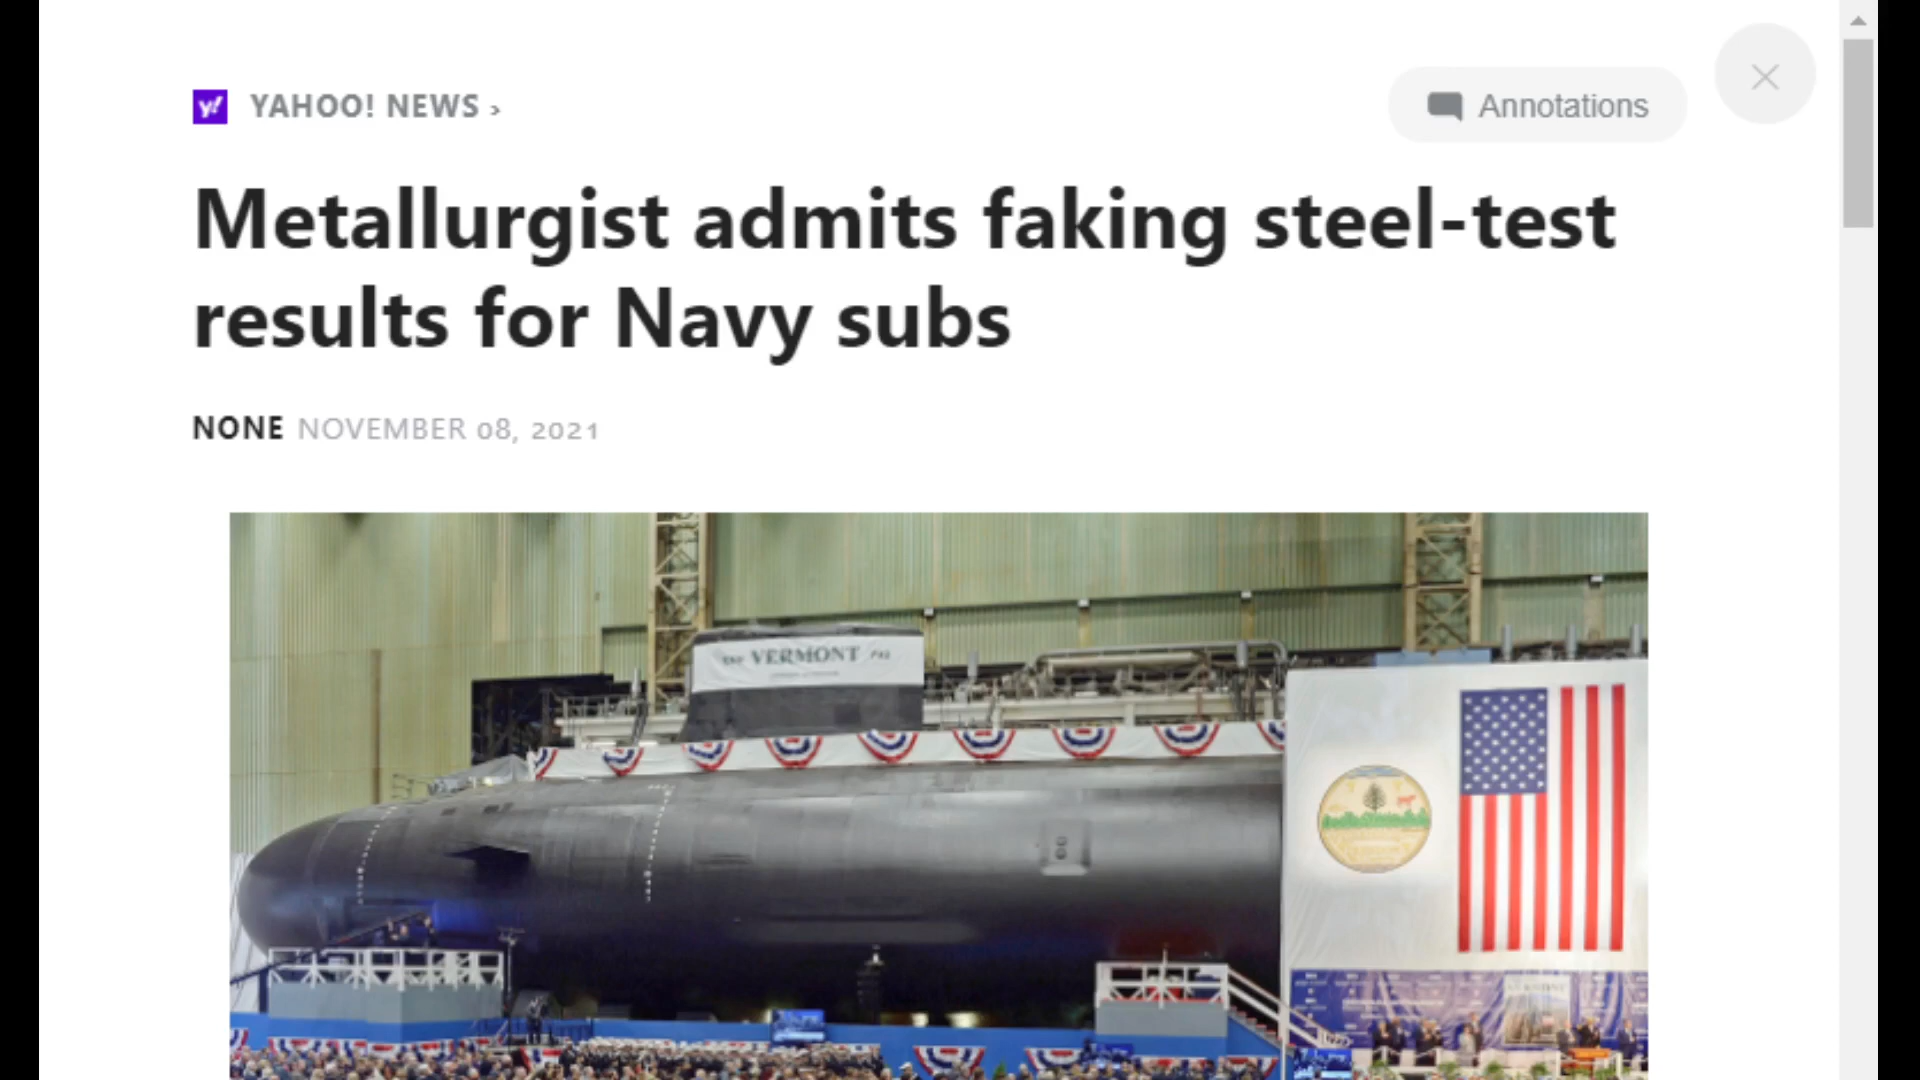 y! YAHOO! NEWS ›
Annotations
Metallurgist admits faking steel-test
results for Navy subs
NONE NOVEMBER 08, 2021
VERMONT